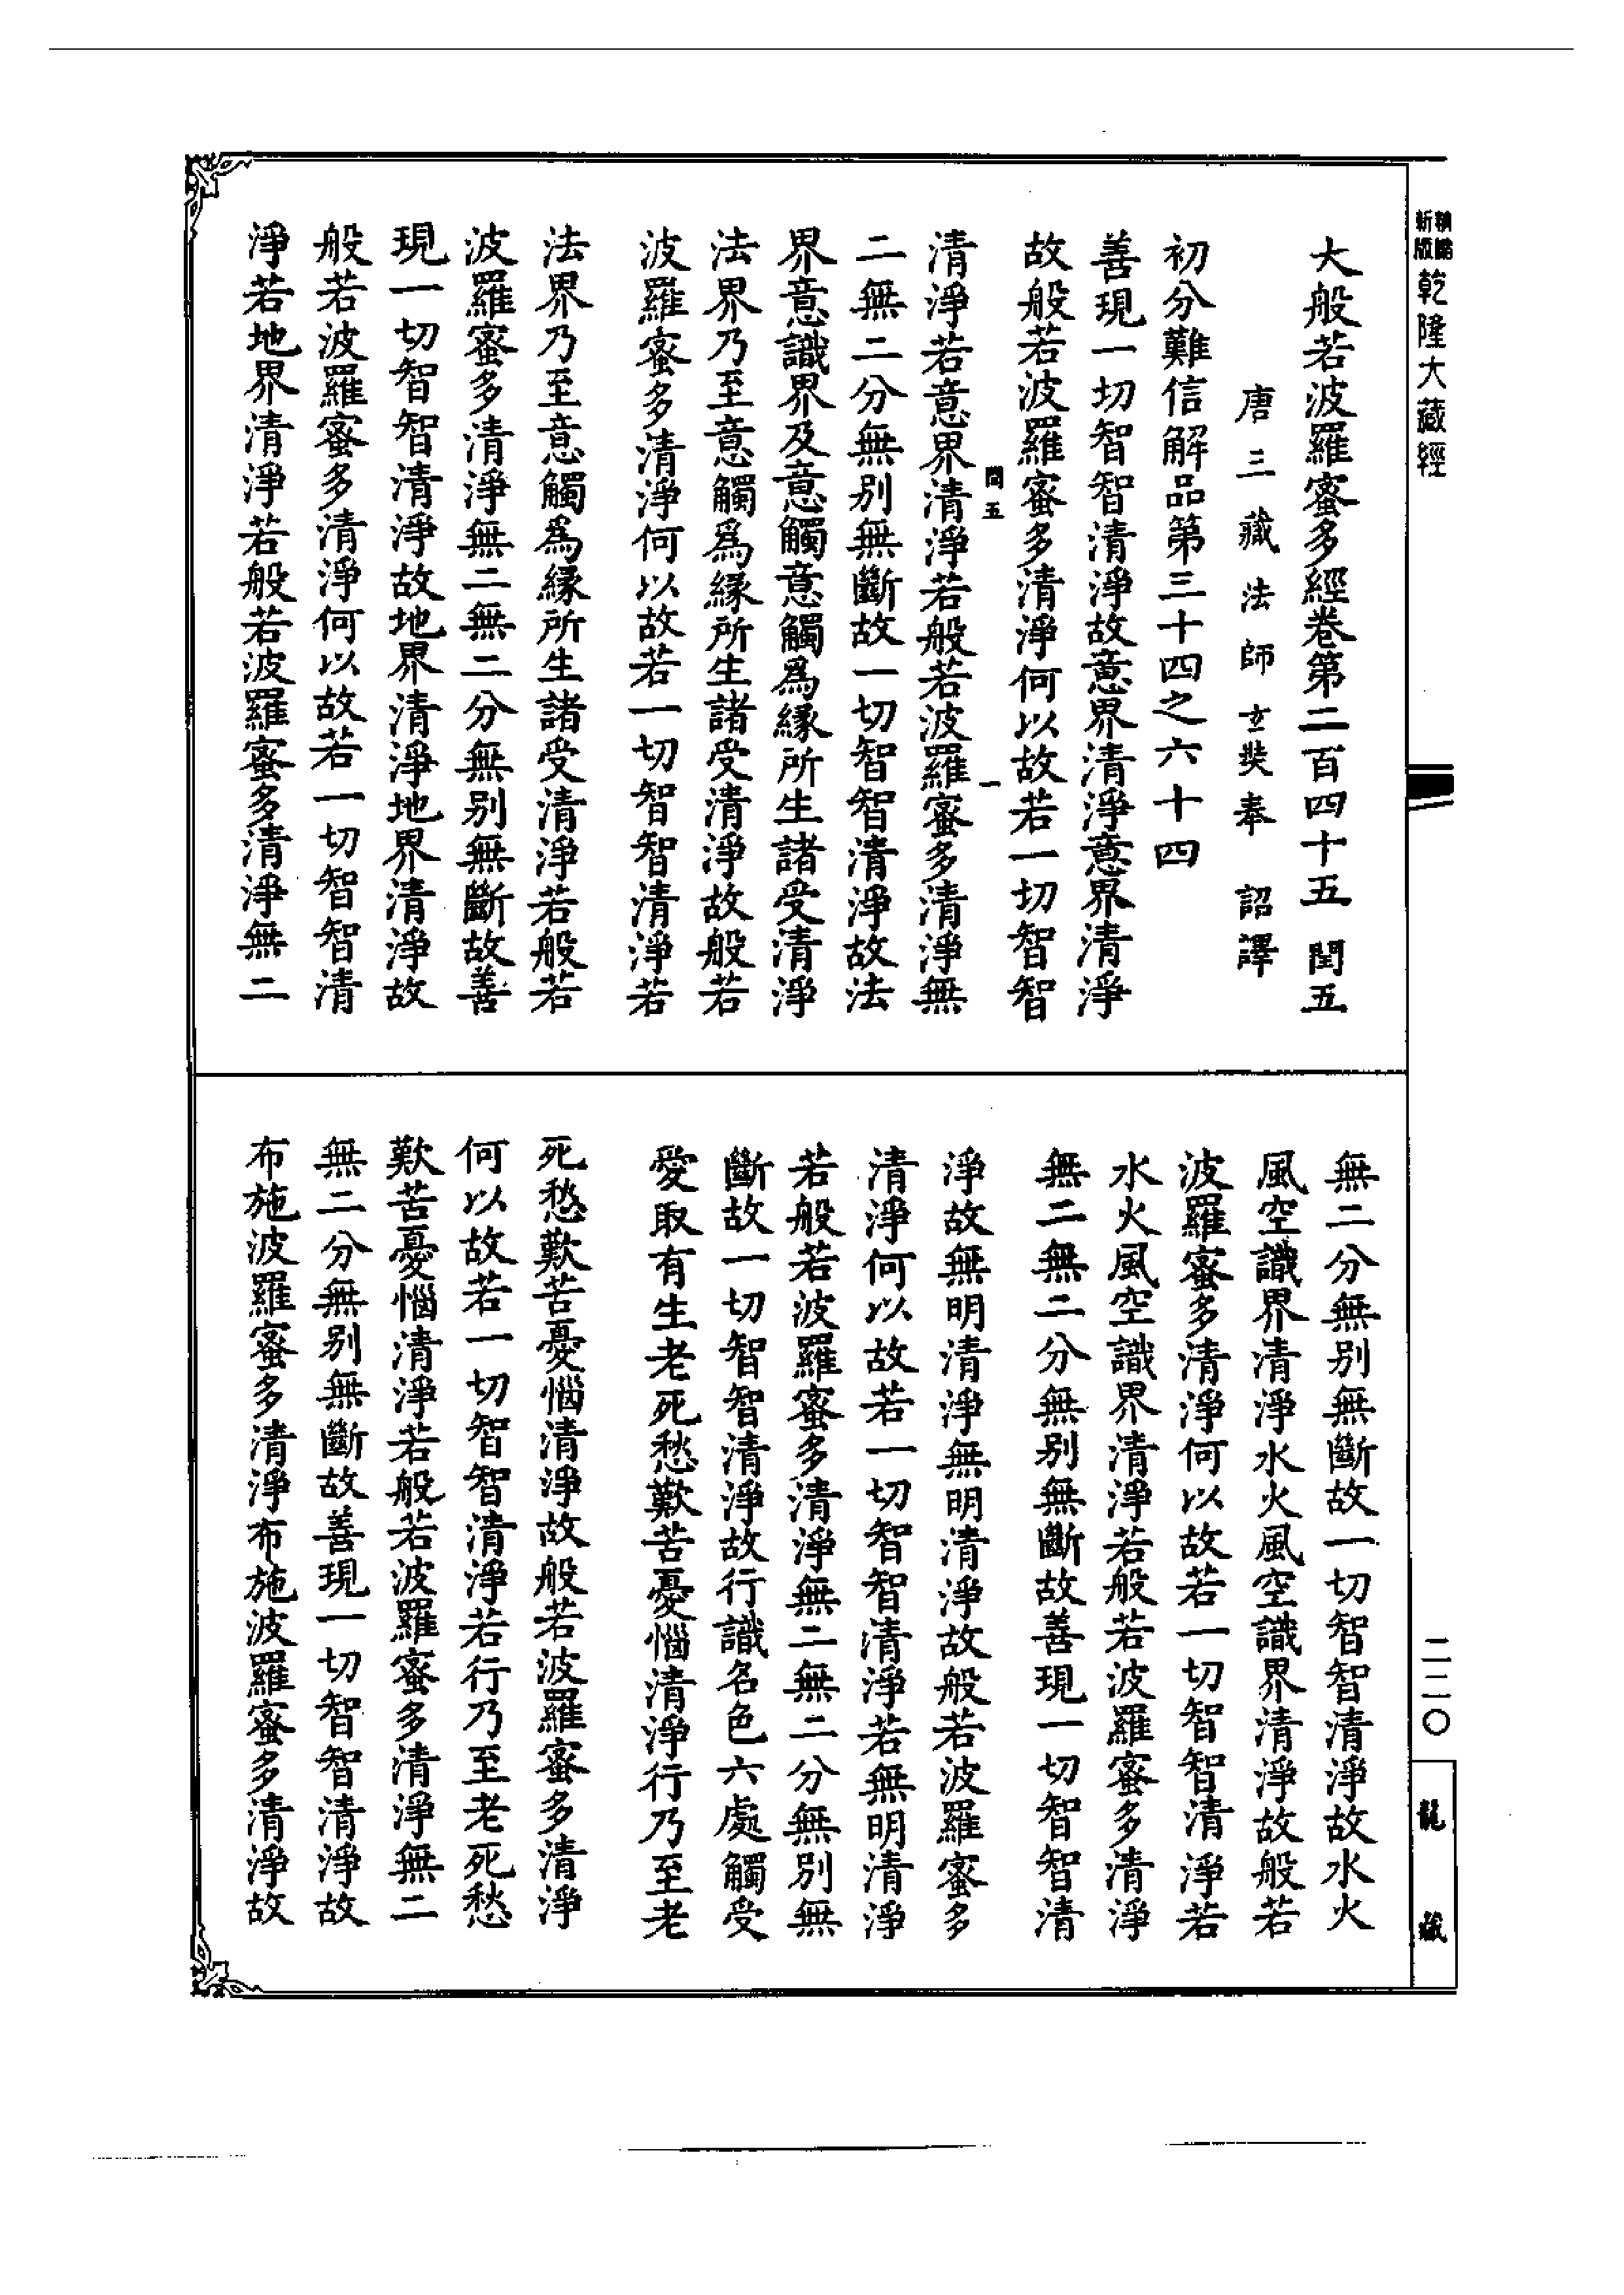 新版
乾隆大藏經
大般若波羅蜜多經卷第二百四十五 閏五
唐三藏法師玄奘奉 詔譯
初分難信解品第三十四之六十四
善現一切智智清淨故意界清淨意界清淨
故般若波羅蜜多清淨何以故若一切智智
閏五 一
清淨若意界清淨若般若波羅蜜多清淨無
二無二分無別無斷故一切智智清淨故法
界意識界及意觸意觸為緣所生諸受清淨
法界乃至意觸為緣所生諸受清淨故般若
波羅蜜多清淨何以故若一切智智清淨若
法界乃至意觸為緣所生諸受清淨若般若
波羅蜜多清淨無二無二分無別無斷故善
現一切智智清淨故地界清淨地界清淨故
般若波羅蜜多清淨何以故若一切智智清
淨若地界清淨若般若波羅蜜多清淨無二
無二分無別無斷故一切智智清淨故水火
風空識界清淨水火風空識界清淨故般若
波羅蜜多清淨何以故若一切智智清淨若
水火風空識界清淨若般若波羅蜜多清淨
無二無二分無別無斷故善現一切智智清
淨故無明清淨無明清淨故般若波羅蜜多
清淨何以故若一切智智清淨若無明清淨
若般若波羅蜜多清淨無二無二分無別無
斷故一切智智清淨故行識名色六處觸受
愛取有生老死愁歎苦憂惱清淨行乃至老
死愁歎苦憂惱清淨故般若波羅蜜多清淨
何以故若一切智智清淨若行乃至老死愁
歎苦憂惱清淨若般若波羅蜜多清淨無二
無二分無別無斷故善現一切智智清淨故
布施波羅蜜多清淨布施波羅蜜多清淨故
二二〇
龍藏